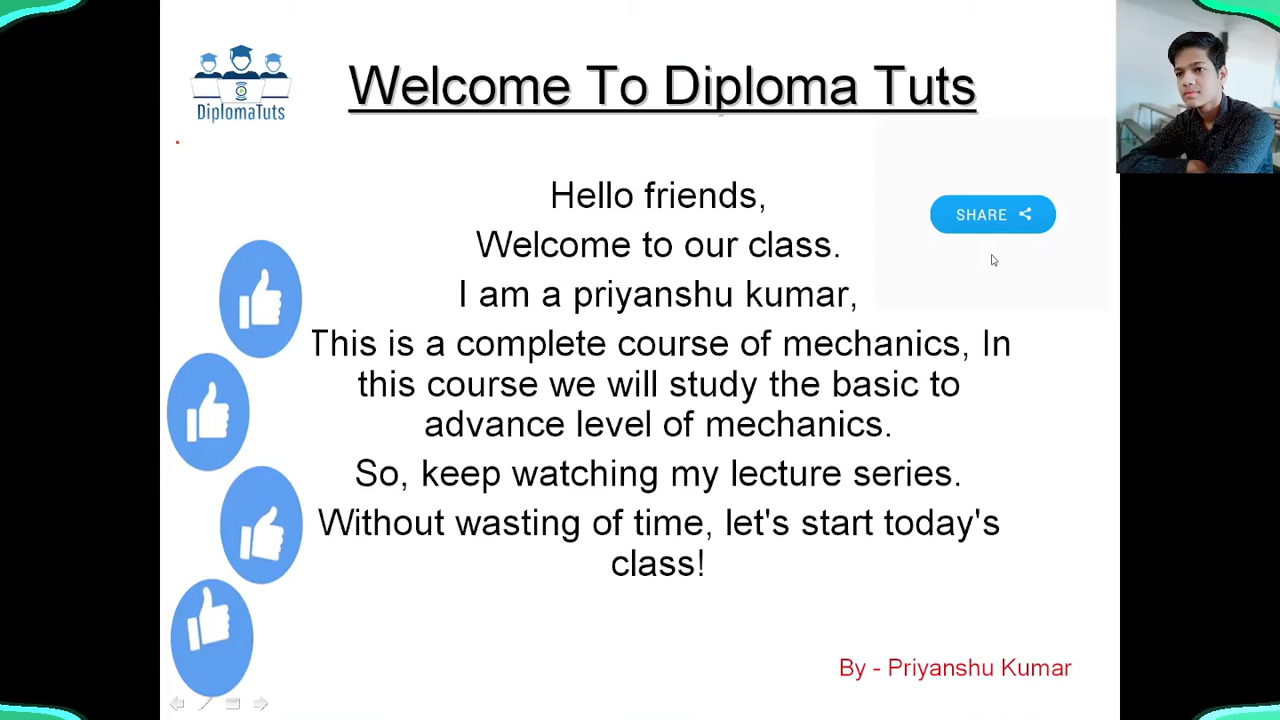 DiplomaTuts
Welcome To Diploma Tuts
Hello friends,
Welcome to our class.
SHARE
I am a priyanshu kumar,
This is a complete course of mechanics, In
this course we will study the basic to
advance level of mechanics.
So, keep watching my lecture series.
Without wasting of time, let's start today's
class!
By - Priyanshu Kumar